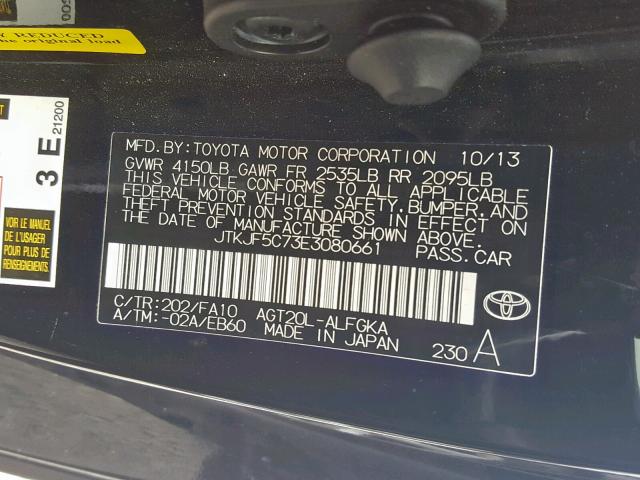 Y REDUCED
the original load
009
3 E
21200
VOIR LE MANUEL
DE L'USAGER
POUR PLUS DE
RENSEIGNEMENTS
MFD. BY: TOYOTA MOTOR CORPORATION 10/13
GVWR 4150LB GAWR FR 2535LB RR 2095LB
THIS VEHICLE CONFORMS TO ALL APPLICABLE
FEDERAL MOTOR VEHICLE SAFETY, BUMPER, AND
THEFT PREVENTION STANDARDS IN EFFECT ON
THE DATE OF MANUFACTURE SHOWN ABOVE.
JTKJF5C73E3080661 PASS. CAR
C/TR: 202/FA10 AGT20L-ALFGKA
A/TM: -02A/EB60 MADE IN JAPAN
230 A